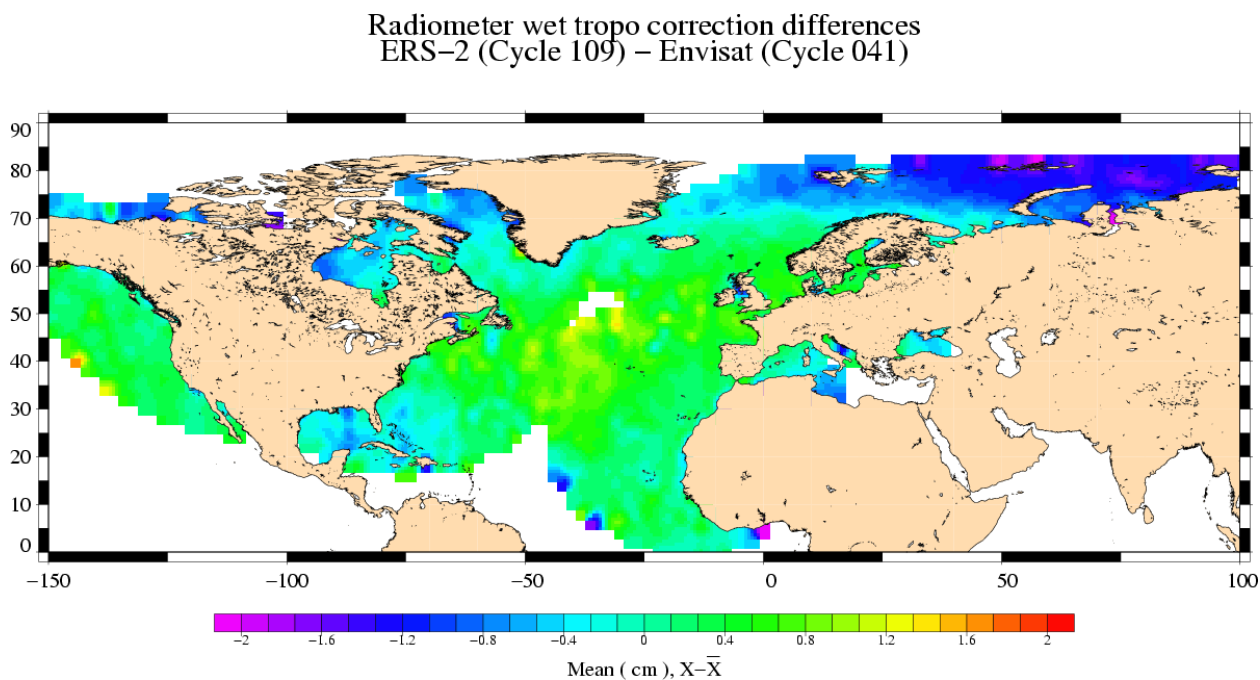 Radiometer wet tropo correction differences
ERS−2 (Cycle 109) − Envisat (Cycle 041)
90
80
70
60
50
40
30
20
10
0
−150 −100 −50 0 50 100
−2 −1.6 −1.2 −0.8 −0.4 0 0.4 0.8 1.2 1.6 2
Mean ( cm ), X−X̅